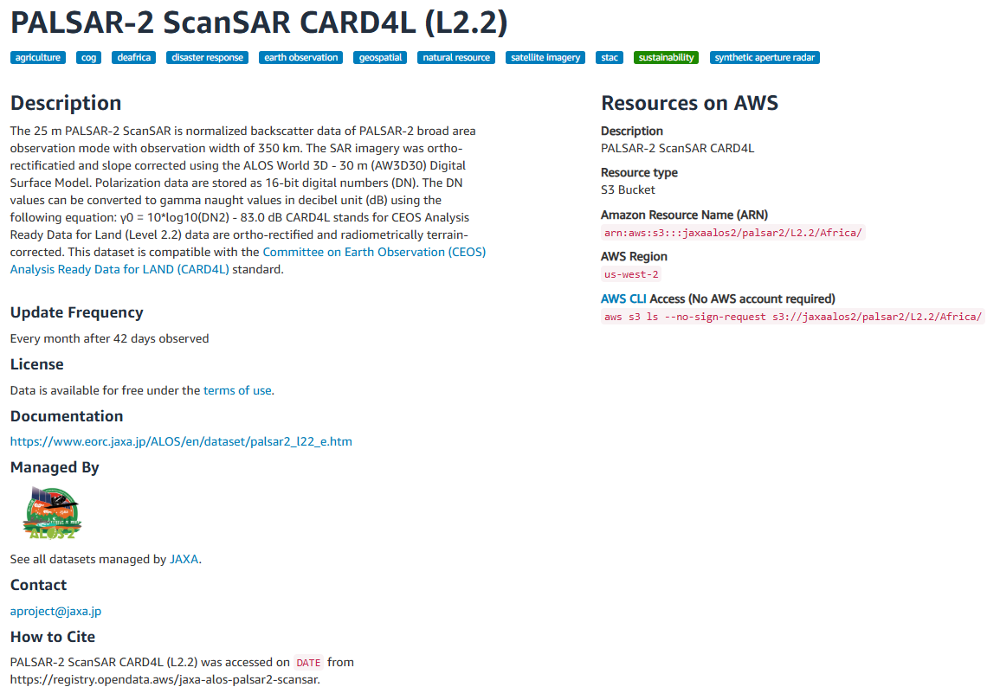 PALSAR-2 ScanSAR CARD4L (L2.2)
agriculture cog deafrica disaster response earth observation geospatial natural resource satellite imagery stac sustainability synthetic aperture radar
Description
The 25 m PALSAR-2 ScanSAR is normalized backscatter data of PALSAR-2 broad area
observation mode with observation width of 350 km. The SAR imagery was ortho-
rectificatied and slope corrected using the ALOS World 3D - 30 m (AW3D30) Digital
Surface Model. Polarization data are stored as 16-bit digital numbers (DN). The DN
values can be converted to gamma naught values in decibel unit (dB) using the
following equation: γ0 = 10*log10(DN2) - 83.0 dB CARD4L stands for CEOS Analysis
Ready Data for Land (Level 2.2) data are ortho-rectified and radiometrically terrain-
corrected. This dataset is compatible with the Committee on Earth Observation (CEOS)
Analysis Ready Data for LAND (CARD4L) standard.
Update Frequency
Every month after 42 days observed
License
Data is available for free under the terms of use.
Documentation
https://www.eorc.jaxa.jp/ALOS/en/dataset/palsar2_l22_e.htm
Managed By
ALOS-2
See all datasets managed by JAXA.
Contact
aproject@jaxa.jp
How to Cite
PALSAR-2 ScanSAR CARD4L (L2.2) was accessed on DATE from
https://registry.opendata.aws/jaxa-alos-palsar2-scansar.
Resources on AWS
Description
PALSAR-2 ScanSAR CARD4L
Resource type
S3 Bucket
Amazon Resource Name (ARN)
arn:aws:s3:::jaxaalos2/palsar2/L2.2/Africa/
AWS Region
us-west-2
AWS CLI Access (No AWS account required)
aws s3 ls --no-sign-request s3://jaxaalos2/palsar2/L2.2/Africa/